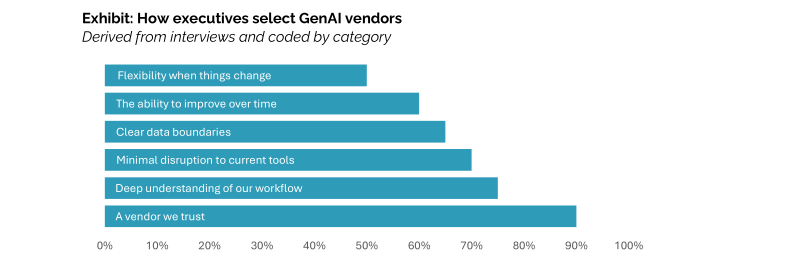 Exhibit: How executives select GenAI vendors
Derived from interviews and coded by category
Flexibility when things change
The ability to improve over time
Clear data boundaries
Minimal disruption to current tools
Deep understanding of our workflow
A vendor we trust
0% 10% 20% 30% 40% 50% 60% 70% 80% 90% 100%